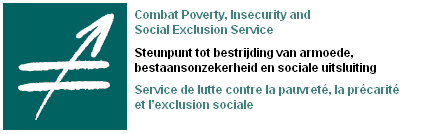 Combat Poverty, Insecurity and
Social Exclusion Service
Steunpunt tot bestrijding van armoede,
bestaansonzekerheid en sociale uitsluiting
Service de lutte contre la pauvreté, la précarité
et l'exclusion sociale